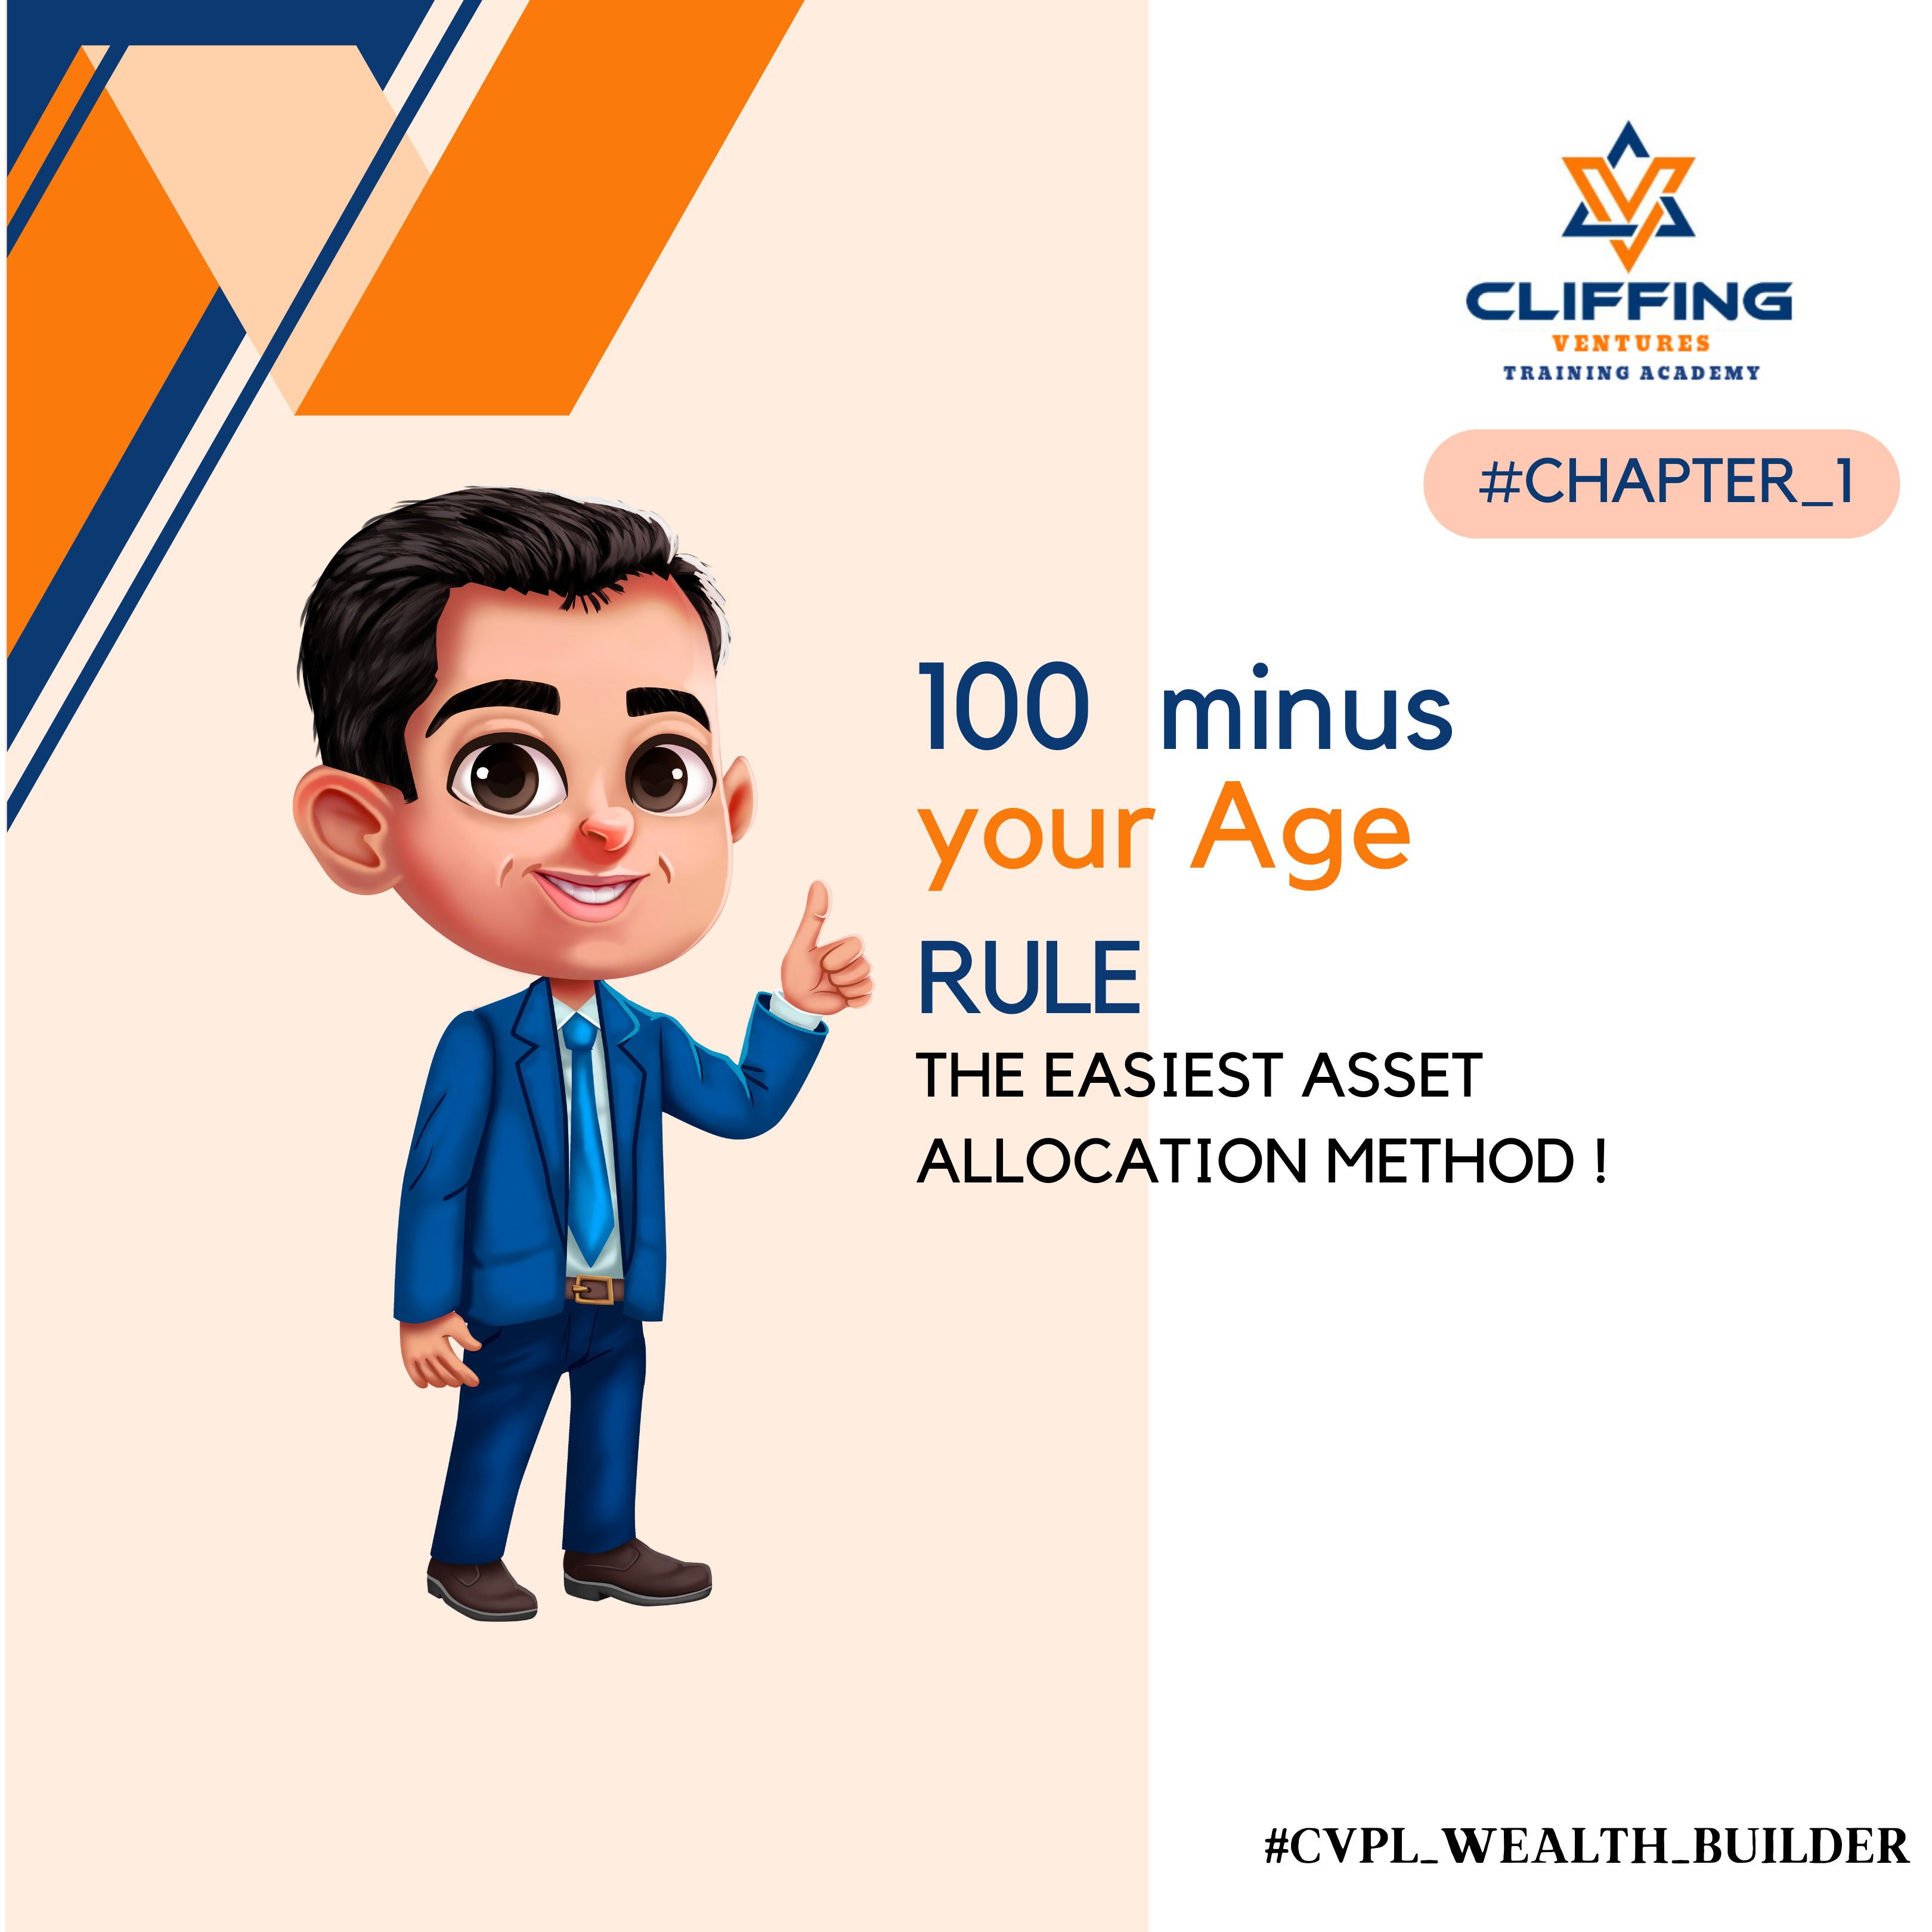 CLIFFING
VENTURES
TRAINING ACADEMY
#CHAPTER_1
100 minus
your Age
RULE
THE EASIEST ASSET
ALLOCATION METHOD !
#CVPL_WEALTH_BUILDER